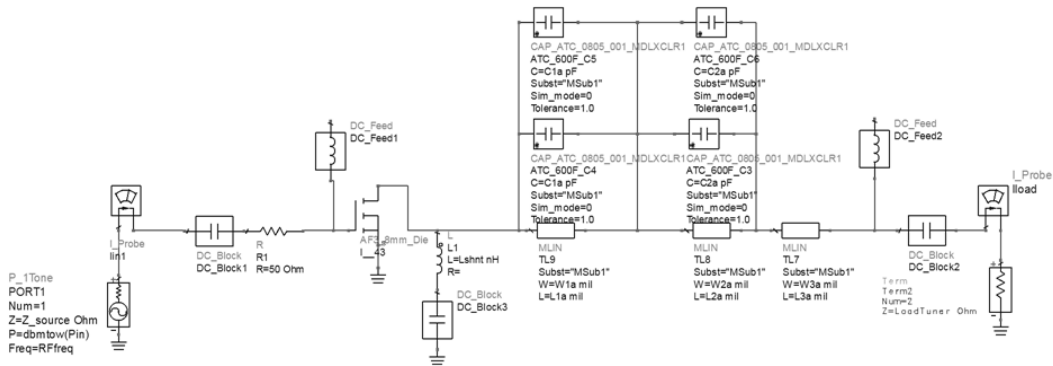 CAP_ATC_0805_001_MDLXCLR1
ATC_600F_C5
C=C1a pF
Subst="MSub1"
Sim_mode=0
Tolerance=1.0
CAP_ATC_0805_001_MDLXCLR1
ATC_600F_C6
C=C2a pF
Subst="MSub1"
Sim_mode=0
Tolerance=1.0
DC_Feed
DC_Feed1
CAP_ATC_0805_001_MDLXCLR1
ATC_600F_C4
C=C1a pF
Subst="MSub1"
Sim_mode=0
Tolerance=1.0
CAP_ATC_0805_001_MDLXCLR1
ATC_600F_C3
C=C2a pF
Subst="MSub1"
Sim_mode=0
Tolerance=1.0
DC_Feed
DC_Feed2
I_Probe
Iload
I_Probe
Iin1
DC_Block
DC_Block1
R
R1
R=50 Ohm
I__43
L
L1
L=Lshnt nH
R=
DC_Block
DC_Block3
MLIN
TL9
Subst="MSub1"
W=W1a mil
L=L1a mil
MLIN
TL8
Subst="MSub1"
W=W2a mil
L=L2a mil
MLIN
TL7
Subst="MSub1"
W=W3a mil
L=L3a mil
DC_Block
DC_Block2
P_1Tone
PORT1
Num=1
Z=Z_source Ohm
P=dbmtow(Pin)
Freq=RFfreq
Term
Term2
Num=2
Z=LoadTuner Ohm